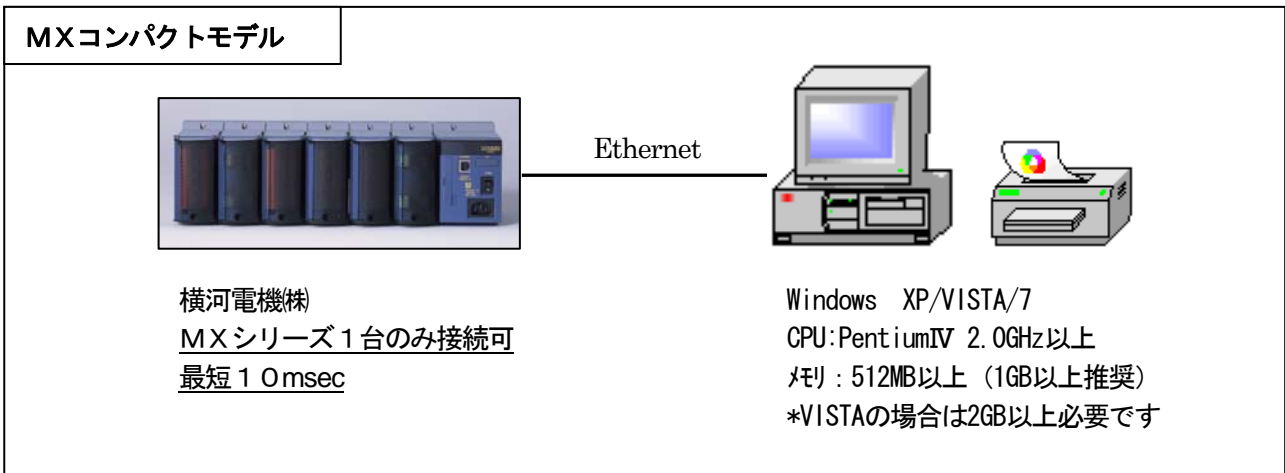 ＭＸコンパクトモデル
Ethernet
横河電機㈱
ＭＸシリーズ１台のみ接続可
最短１０msec
Windows　XP/VISTA/7
CPU:PentiumⅣ 2.0GHz以上
ﾒﾓﾘ：512MB以上（1GB以上推奨）
*VISTAの場合は2GB以上必要です